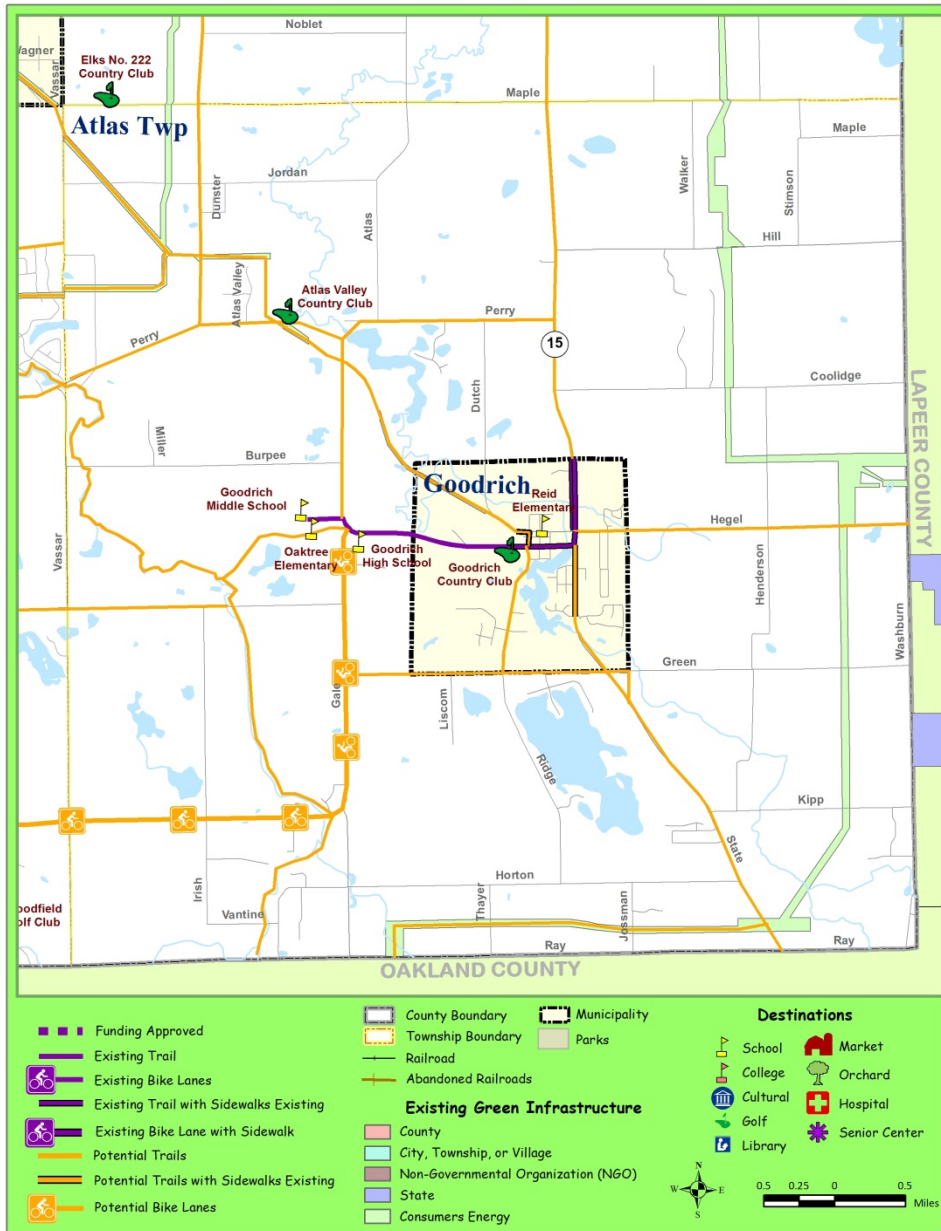 Noblet
Wagner
Vassar
Elks No. 222
Country Club
Maple
Atlas Twp
Maple
Jordan
Dunster
Atlas
Walker
Stimson
Hill
Atlas Valley
Atlas Valley
Country Club
Perry
Perry
15
Dutch
Coolidge
LAPEER COUNTY
Miller
Burpee
Goodrich
Goodrich
Middle School
Reid
Elementary
Hegel
Vassar
Oaktree
Elementary
Goodrich
High School
Goodrich
Country Club
Henderson
Washburn
Green
Gale
Liscom
Ridge
Kipp
State
Irish
Horton
Thayer
Jossman
oodfield
olf Club
Vantine
Ray
Ray
OAKLAND COUNTY
Funding Approved
Existing Trail
Existing Bike Lanes
Existing Trail with Sidewalks Existing
Existing Bike Lane with Sidewalk
Potential Trails
Potential Trails with Sidewalks Existing
Potential Bike Lanes
County Boundary
Township Boundary
Railroad
Abandoned Railroads
Municipality
Parks
Existing Green Infrastructure
County
City, Township, or Village
Non-Governmental Organization (NGO)
State
Consumers Energy
Destinations
School
College
Cultural
Golf
Library
Market
Orchard
Hospital
Senior Center
N
W E
S
0.5 0.25 0 0.5
Miles